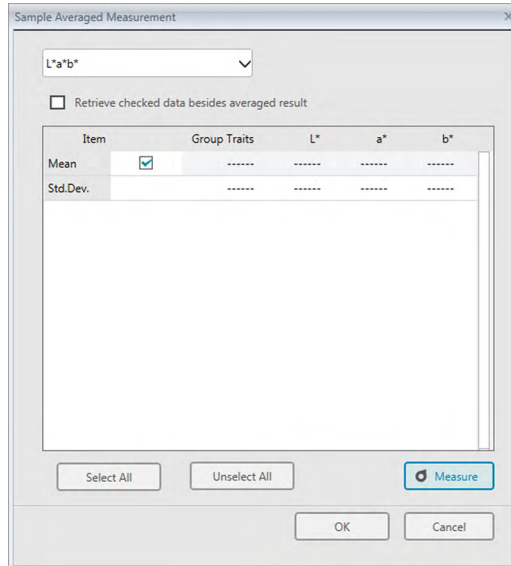 Sample Averaged Measurement
L*a*b*
Retrieve checked data besides averaged result
Item Group Traits L* a* b*
Mean ------ ------ ------ ------
Std.Dev. ------ ------ ------ ------
Select All Unselect All Measure
OK Cancel